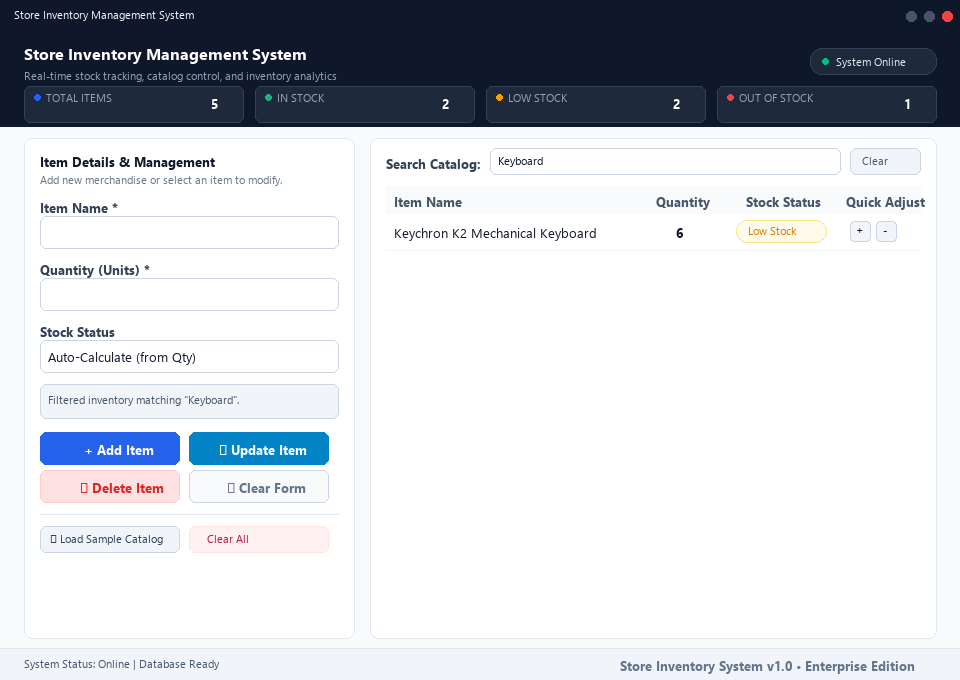 Store Inventory Management System
Store Inventory Management System
Real-time stock tracking, catalog control, and inventory analytics
System Online
TOTAL ITEMS 5
IN STOCK 2
LOW STOCK 2
OUT OF STOCK 1
Item Details & Management
Add new merchandise or select an item to modify.
Item Name *
Quantity (Units) *
Stock Status
Auto-Calculate (from Qty)
Filtered inventory matching "Keyboard".
+ Add Item
Update Item
Delete Item
Clear Form
Load Sample Catalog
Clear All
Search Catalog: Keyboard Clear
Item Name Quantity Stock Status Quick Adjust
Keychron K2 Mechanical Keyboard 6 Low Stock + -
System Status: Online | Database Ready
Store Inventory System v1.0 • Enterprise Edition